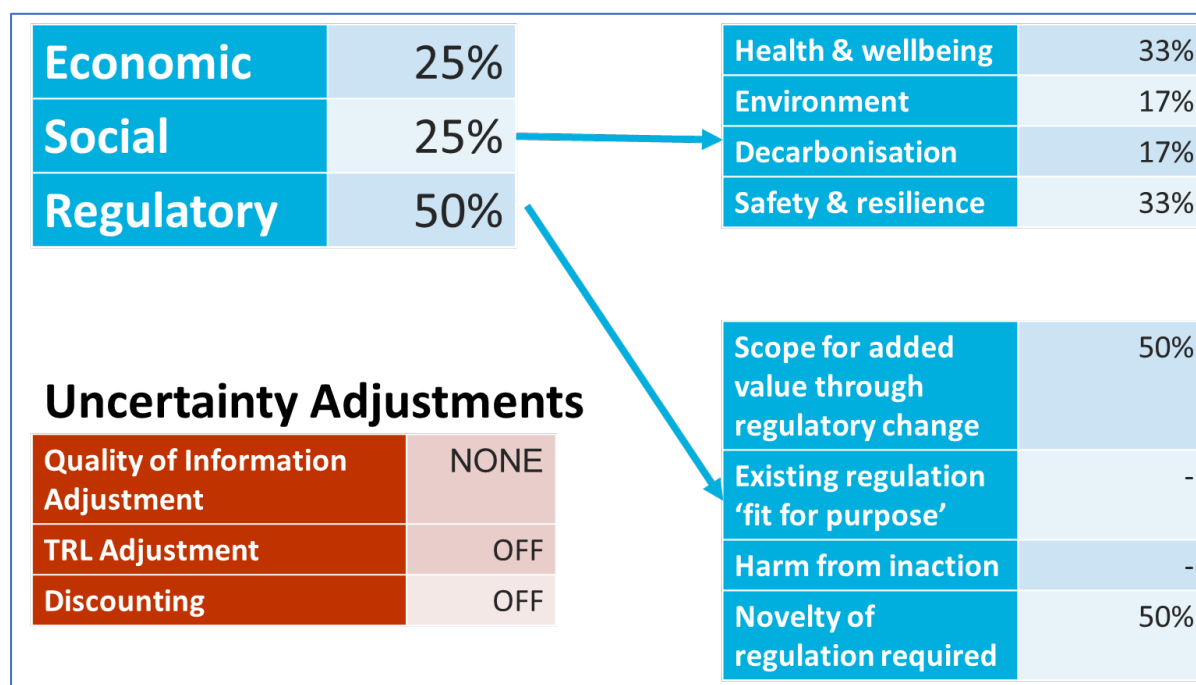 Economic 25%
Social 25%
Regulatory 50%
Health & wellbeing 33%
Environment 17%
Decarbonisation 17%
Safety & resilience 33%
Uncertainty Adjustments
Quality of Information NONE
Adjustment
TRL Adjustment OFF
Discounting OFF
Scope for added 50%
value through
regulatory change
Existing regulation -
‘fit for purpose’
Harm from inaction -
Novelty of 50%
regulation required